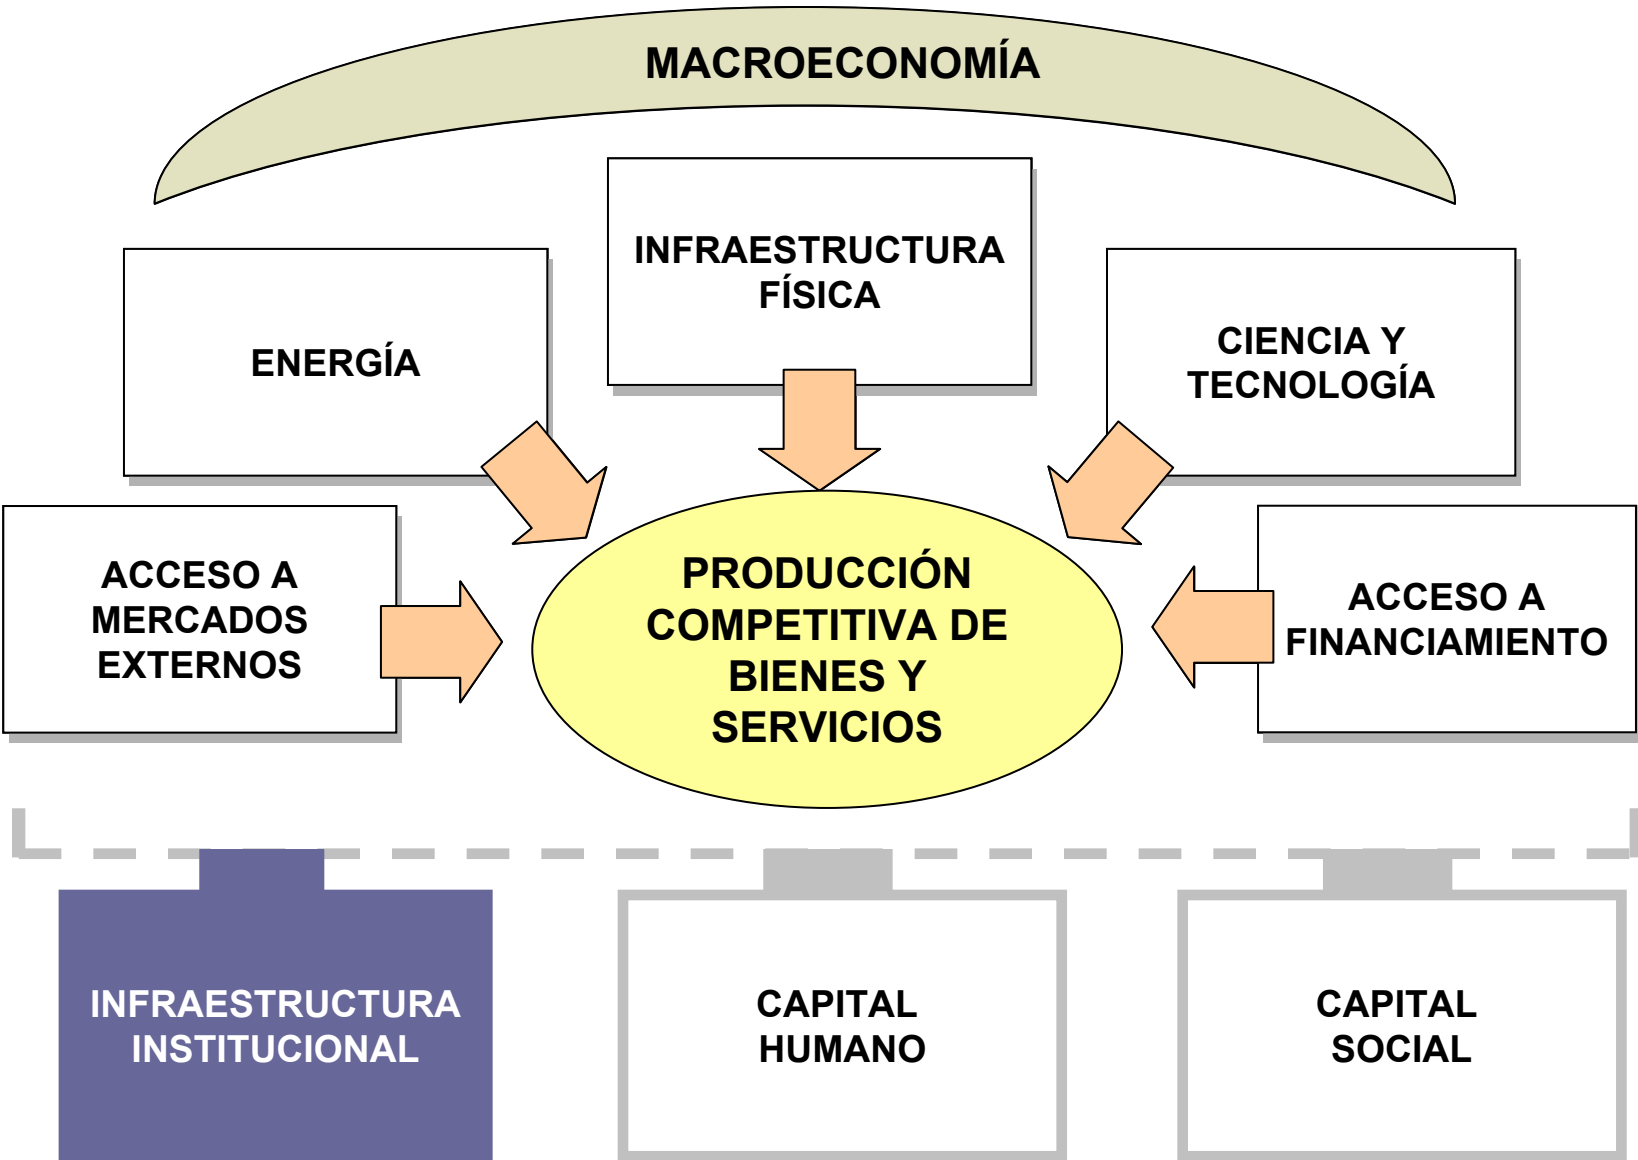 MACROECONOMÍA
INFRAESTRUCTURA
FÍSICA
ENERGÍA
CIENCIA Y
TECNOLOGÍA
ACCESO A
MERCADOS
EXTERNOS
PRODUCCIÓN
COMPETITIVA DE
BIENES Y
SERVICIOS
ACCESO A
FINANCIAMIENTO
INFRAESTRUCTURA
INSTITUCIONAL
CAPITAL
HUMANO
CAPITAL
SOCIAL